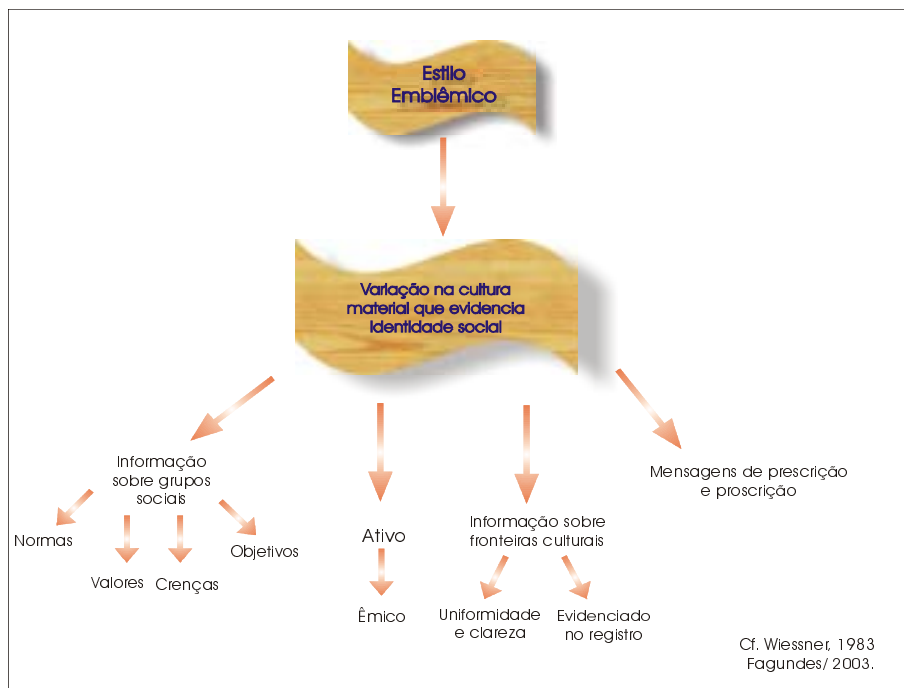 Estilo
Emblêmico
Variação na cultura
material que evidencia
identidade social
Informação
sobre grupos
sociais
Normas
Valores
Crenças
Objetivos
Ativo
Êmico
Informação sobre
fronteiras culturais
Uniformidade
e clareza
Evidenciado
no registro
Mensagens de prescrição
e proscrição
Cf. Wiessner, 1983
Fagundes/ 2003.